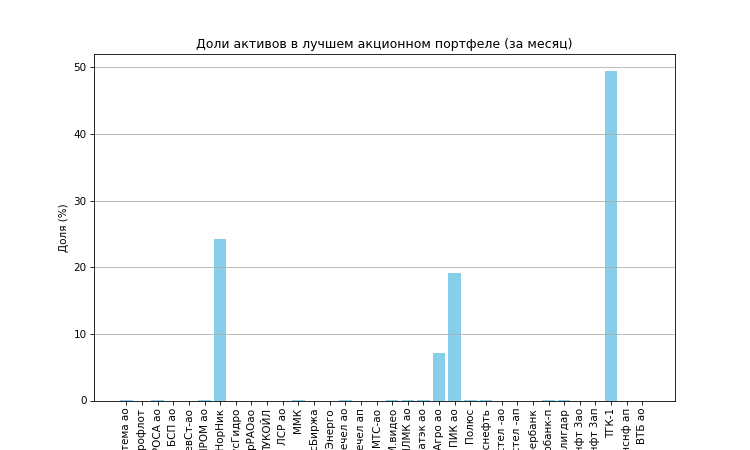 Доли активов в лучшем акционном портфеле (за месяц)
Доля (%)
50
40
30
20
10
0
тема ао
рофлот
РОСА ао
БСП ао
евСт-ао
ПРОМ ао
НорНик
сГидро
рРАОао
ЛУКОЙЛ
ЛСР ао
ММК
сБиржа
Энерго
ечел ао
ечел ап
МТС-ао
М.видео
ЛМК ао
атэк ао
Агро ао
ПИК ао
Полюс
снефть
стел -ао
стел -ап
ербанк
рбанк-п
лигдар
нфт 3ао
нфт 3ап
ТГК-1
нснф ап
ВТБ ао